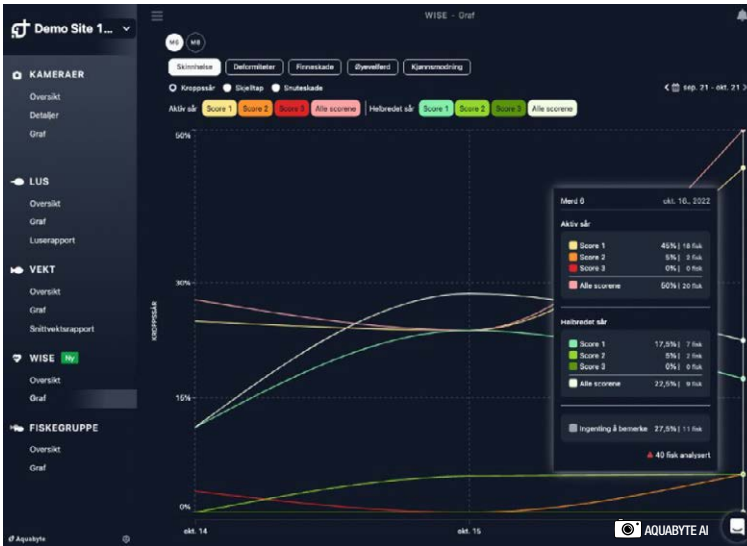 Demo Site 1...
KAMERAER
Oversikt
Detaljer
Graf
LUS
Oversikt
Graf
Luserapport
VEKT
Oversikt
Graf
Snittvektsrapport
WISE Ny
Oversikt
Graf
FISKEGRUPPE
Oversikt
Graf
Aquabyte
WISE - Graf
M6 M8
Skinnhelse Deformiteter Finneskade Øyevelferd Kjønnsmodning
Kroppssår Skjelltap Snuteskade
sep. 21 - okt. 21
Aktiv sår Score 1 Score 2 Score 3 Alle scorene Helbredet sår Score 1 Score 2 Score 3 Alle scorene
50%
30%
15%
0%
KROPPSSÅR
okt. 14 okt. 15
Merd 6 okt. 16., 2022
Aktiv sår
Score 1 45% | 18 fisk
Score 2 5% | 2 fisk
Score 3 0% | 0 fisk
Alle scorene 50% | 20 fisk
Helbredet sår
Score 1 17,5% | 7 fisk
Score 2 5% | 2 fisk
Score 3 0% | 0 fisk
Alle scorene 22,5% | 9 fisk
Ingenting å bemerke 27,5% | 11 fisk
40 fisk analysert
AQUABYTE AI